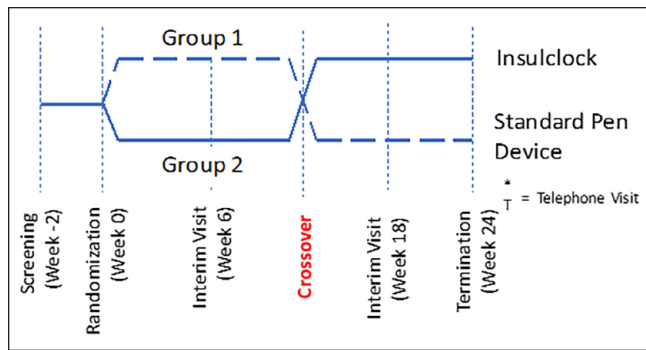 Group 1
Insulclock
Group 2
Standard Pen
Device
*
T = Telephone Visit
Screening
(Week -2)
Randomization
(Week 0)
Interim Visit
(Week 6)
Crossover
Interim Visit
(Week 18)
Termination
(Week 24)